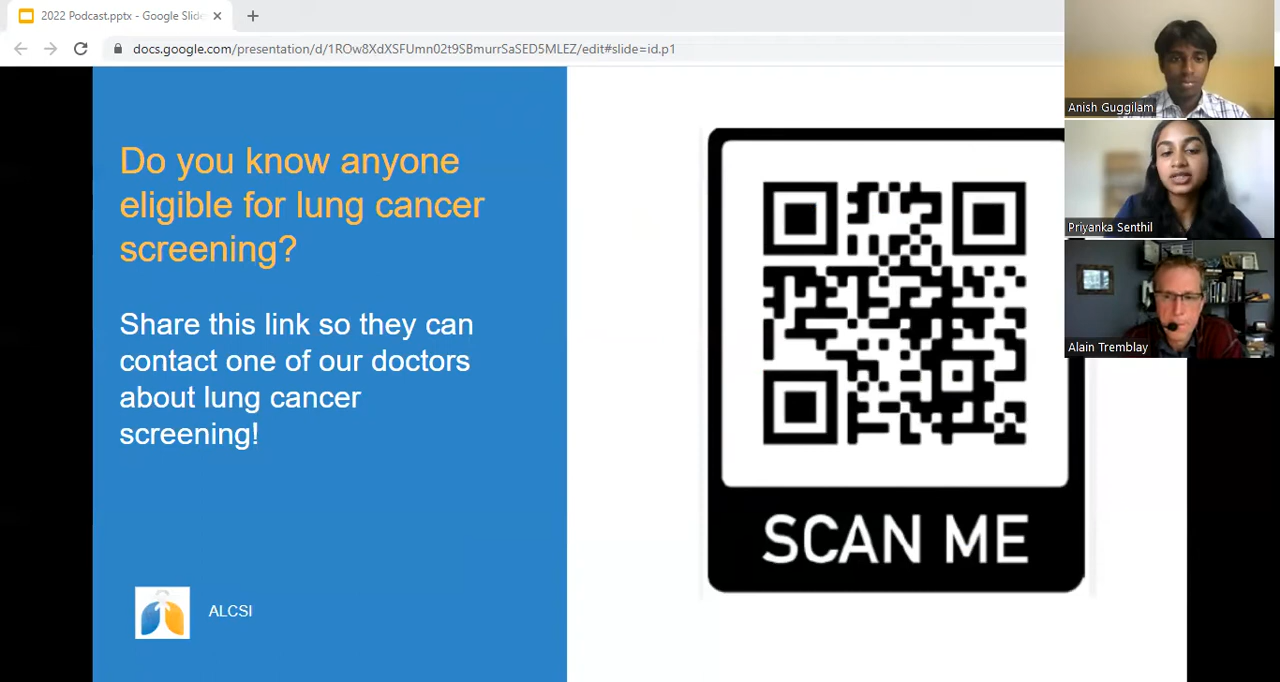 2022 Podcast.pptx - Google Slide
docs.google.com/presentation/d/1ROw8XdXSFUmn02t9SBmurrSaSED5MLEZ/edit#slide=id.p1
Do you know anyone
eligible for lung cancer
screening?
Share this link so they can
contact one of our doctors
about lung cancer
screening!
ALCSI
SCAN ME
Anish Guggilam
Priyanka Senthil
Alain Tremblay